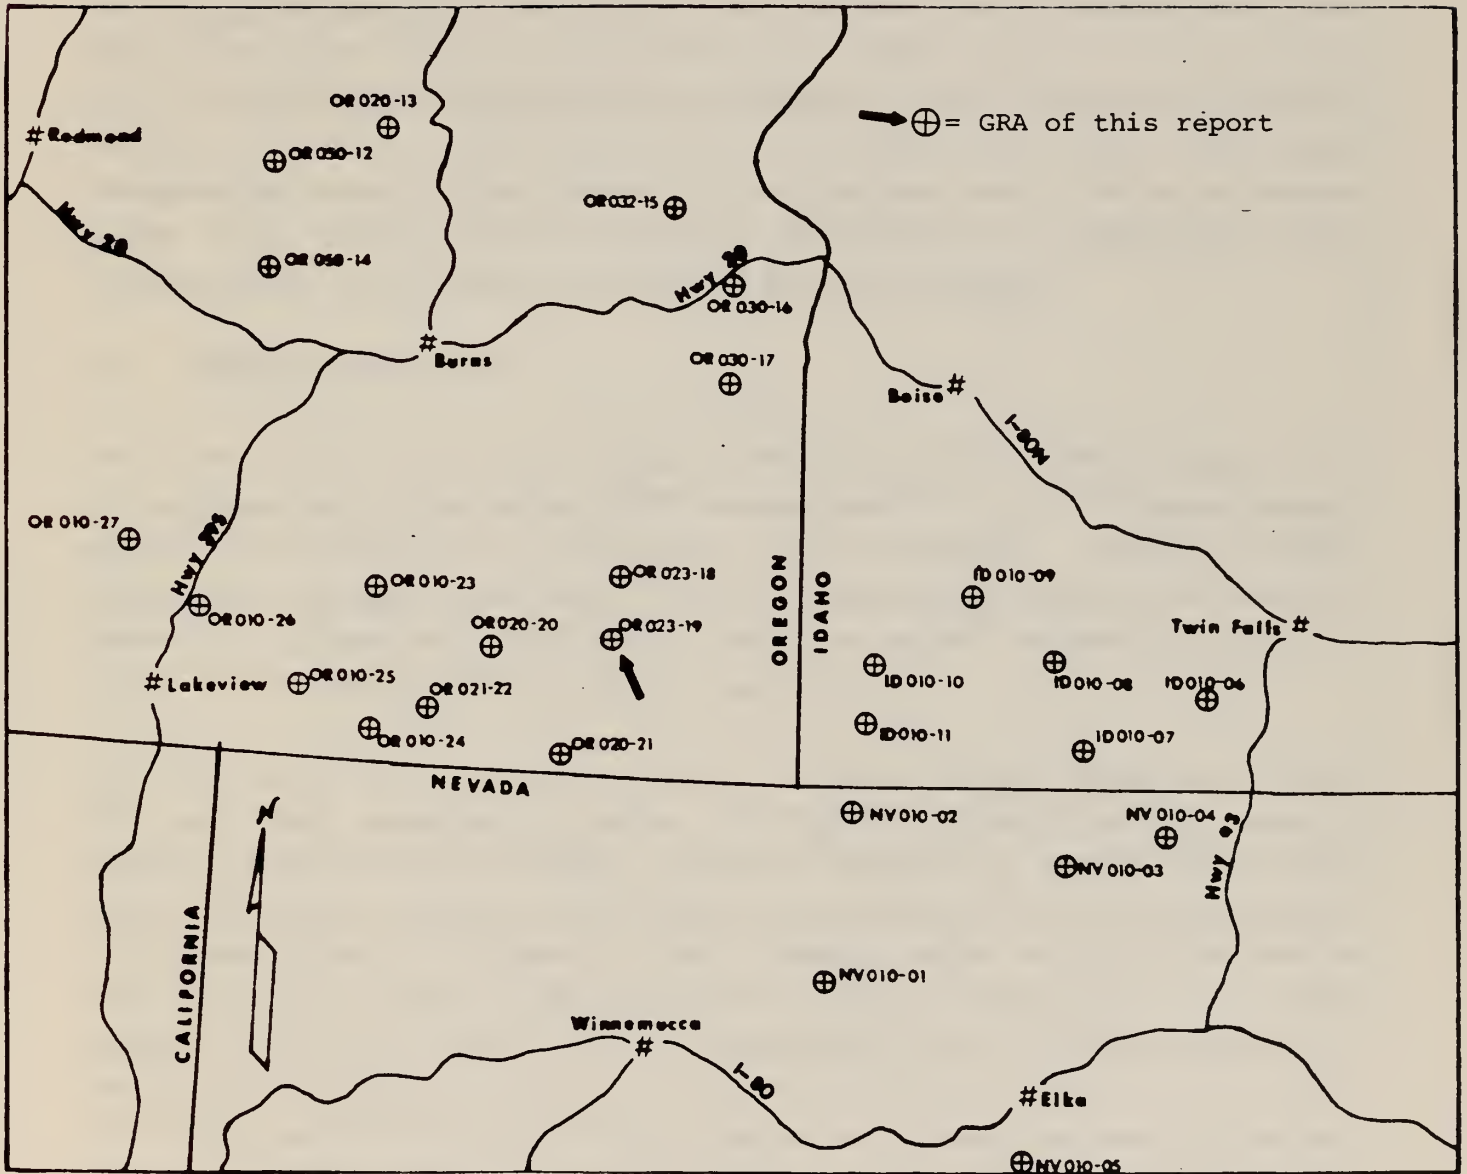 OR 020-13
= GRA of this report
# Redmond
OR 050-12
OR 032-15
Hwy 20
OR 050-14
Hwy 20
OR 030-16
Burns
OR 030-17
Boise
I-80N
OR 010-27
Hwy 395
OR 010-23
OR 023-18
OREGON
IDAHO
ID 010-09
OR 010-26
OR 020-20
OR 023-19
Twin Falls #
# Lakeview
OR 010-25
OR 021-22
ID 010-10
ID 010-08
ID 010-06
OR 010-24
OR 020-21
ID 010-11
ID 010-07
NEVADA
N
NV 010-02
NV 010-04
NV 010-03
Hwy 93
CALIFORNIA
NV 010-01
Winnemucca
#
I-80
# Elko
NV 010-05